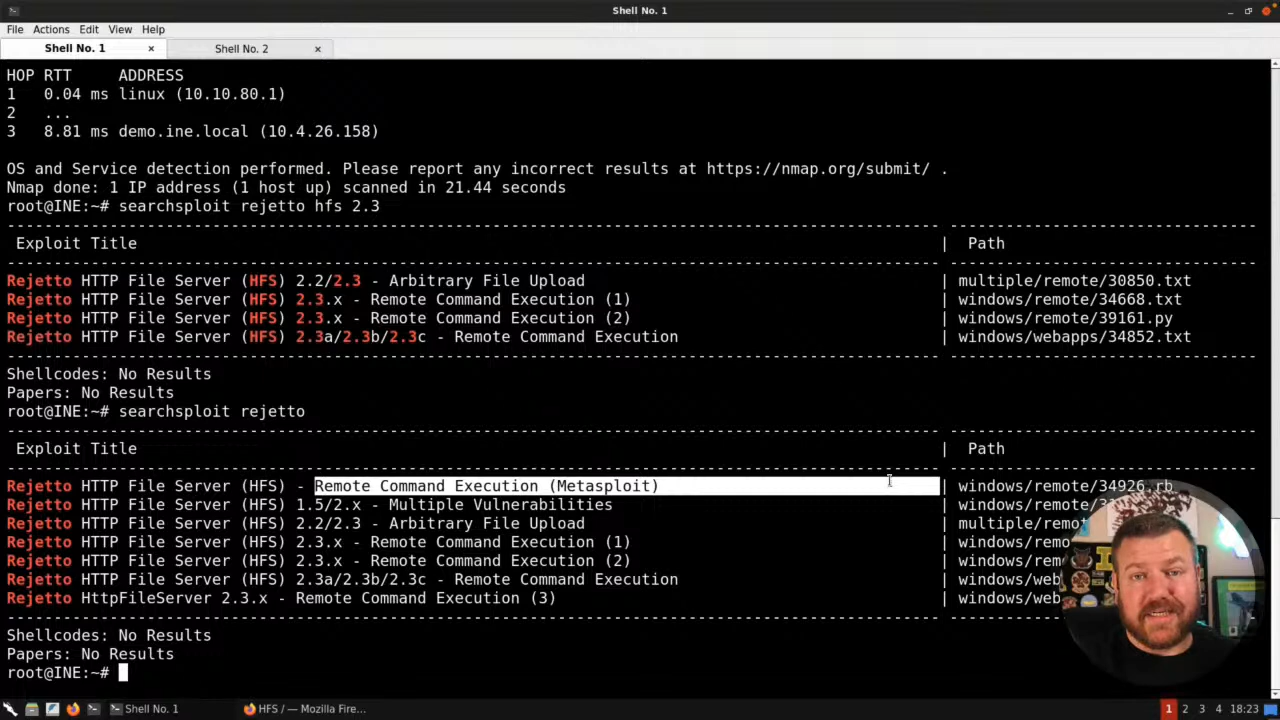 Shell No. 1
File Actions Edit View Help
Shell No. 1 × Shell No. 2 ×
HOP RTT ADDRESS
1 0.04 ms linux (10.10.80.1)
2 ...
3 8.81 ms demo.ine.local (10.4.26.158)
OS and Service detection performed. Please report any incorrect results at https://nmap.org/submit/ .
Nmap done: 1 IP address (1 host up) scanned in 21.44 seconds
root@INE:~# searchsploit rejetto hfs 2.3
Exploit Title | Path
Rejetto HTTP File Server (HFS) 2.2/2.3 - Arbitrary File Upload | multiple/remote/30850.txt
Rejetto HTTP File Server (HFS) 2.3.x - Remote Command Execution (1) | windows/remote/34668.txt
Rejetto HTTP File Server (HFS) 2.3.x - Remote Command Execution (2) | windows/remote/39161.py
Rejetto HTTP File Server (HFS) 2.3a/2.3b/2.3c - Remote Command Execution | windows/webapps/34852.txt
Shellcodes: No Results
Papers: No Results
root@INE:~# searchsploit rejetto
Exploit Title | Path
Rejetto HTTP File Server (HFS) - Remote Command Execution (Metasploit) | windows/remote/34926.rb
Rejetto HTTP File Server (HFS) 1.5/2.x - Multiple Vulnerabilities | windows/remote/
Rejetto HTTP File Server (HFS) 2.2/2.3 - Arbitrary File Upload | multiple/remot
Rejetto HTTP File Server (HFS) 2.3.x - Remote Command Execution (1) | windows/remo
Rejetto HTTP File Server (HFS) 2.3.x - Remote Command Execution (2) | windows/rem
Rejetto HTTP File Server (HFS) 2.3a/2.3b/2.3c - Remote Command Execution | windows/web
Rejetto HttpFileServer 2.3.x - Remote Command Execution (3) | windows/web
Shellcodes: No Results
Papers: No Results
root@INE:~#
Shell No. 1 HFS / — Mozilla Fire... 1 2 3 4 18:23